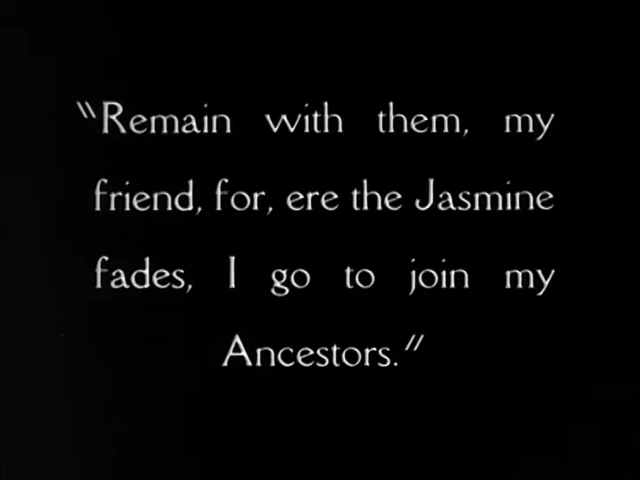 "Remain with them, my
friend, for, ere the Jasmine
fades, I go to join my
Ancestors."